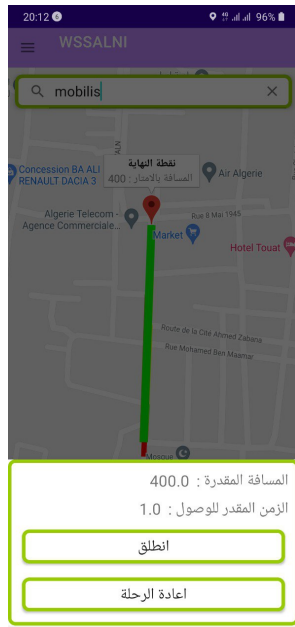 20:12
96%
WSSALNI
mobilis
نقطة النهاية
المسافة بالامتار : 400
Concession BA ALI
RENAULT DACIA 3
Air Algerie
Algerie Telecom -
Agence Commerciale...
Rue 8 Mai 1945
Market
Hotel Touat
Route de la Cité Ahmed Zabana
Rue Mohamed Ben Maamar
Mosque
المسافة المقدرة : 400.0
الزمن المقدر للوصول : 1.0
انطلق
اعادة الرحلة